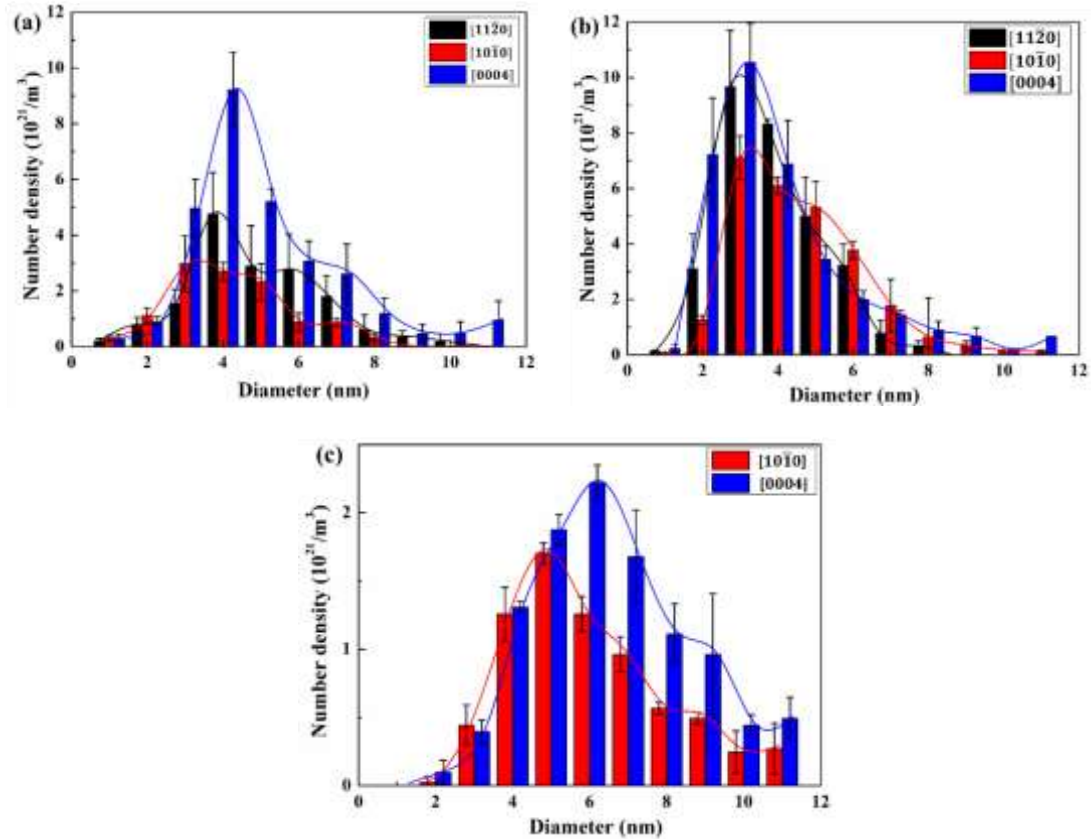 (a)
[112̄0]
[101̄0]
[0004]
Number density (10²¹/m³)
12
10
8
6
4
2
0
0 2 4 6 8 10 12
Diameter (nm)
(b)
[112̄0]
[101̄0]
[0004]
Number density (10²¹/m³)
12
10
8
6
4
2
0
0 2 4 6 8 10 12
Diameter (nm)
(c)
[101̄0]
[0004]
Number density (10²¹/m³)
2
1
0
0 2 4 6 8 10 12
Diameter (nm)